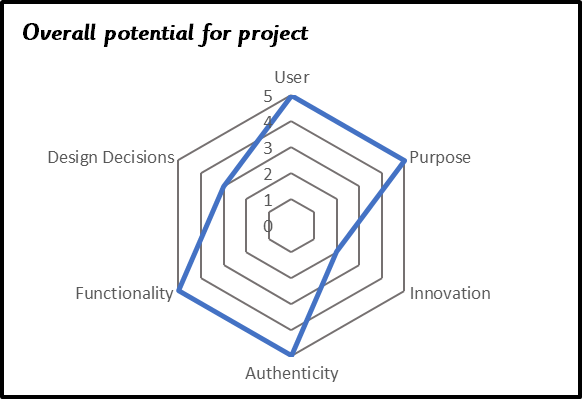 Overall potential for project
User
5
4
3
2
1
0
Design Decisions
Purpose
Functionality
Innovation
Authenticity